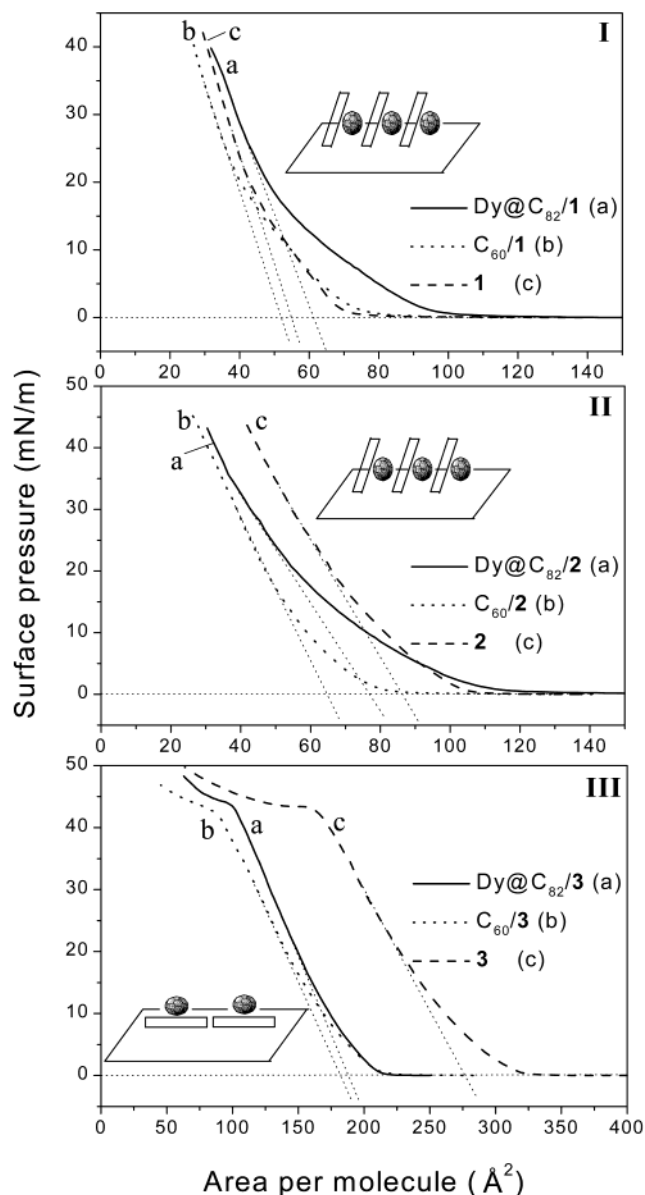 Surface pressure (mN/m)
I
b
c
a
40
30
20
10
0
Dy@C₈₂/1 (a)
C₆₀/1 (b)
1 (c)
20 40 60 80 100 120 140
II
50
40
30
20
10
0
b
a
c
Dy@C₈₂/2 (a)
C₆₀/2 (b)
2 (c)
20 40 60 80 100 120 140
III
50
40
30
20
10
0
b
a
c
Dy@C₈₂/3 (a)
C₆₀/3 (b)
3 (c)
0 50 100 150 200 250 300 350 400
Area per molecule (Å²)